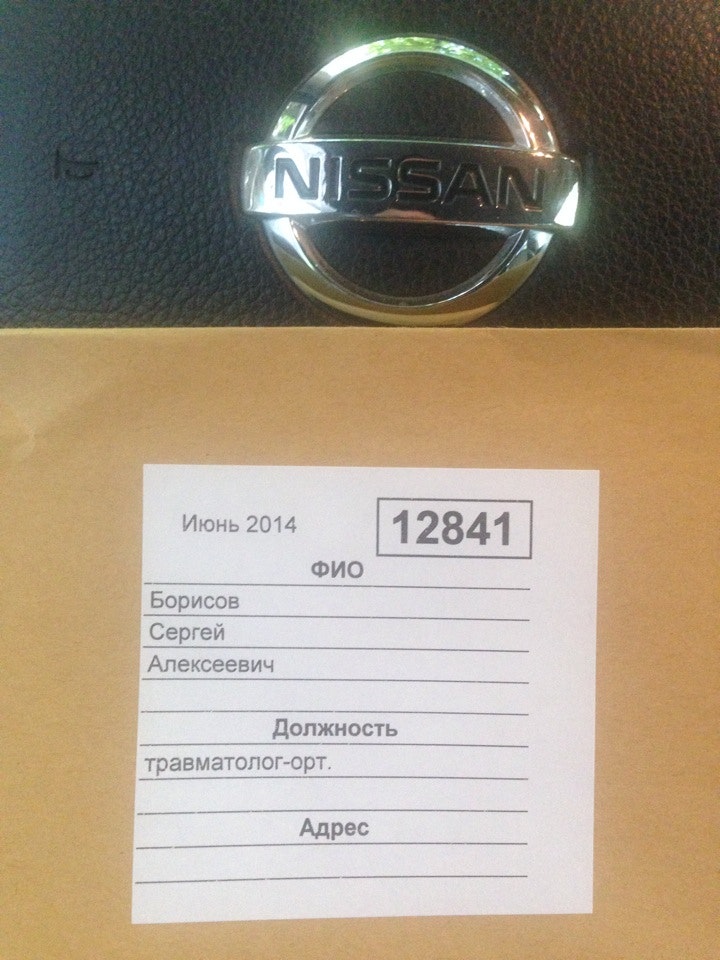 NISSAN
Июнь 2014
12841
ФИО
Борисов
Сергей
Алексеевич
Должность
травматолог-орт.
Адрес